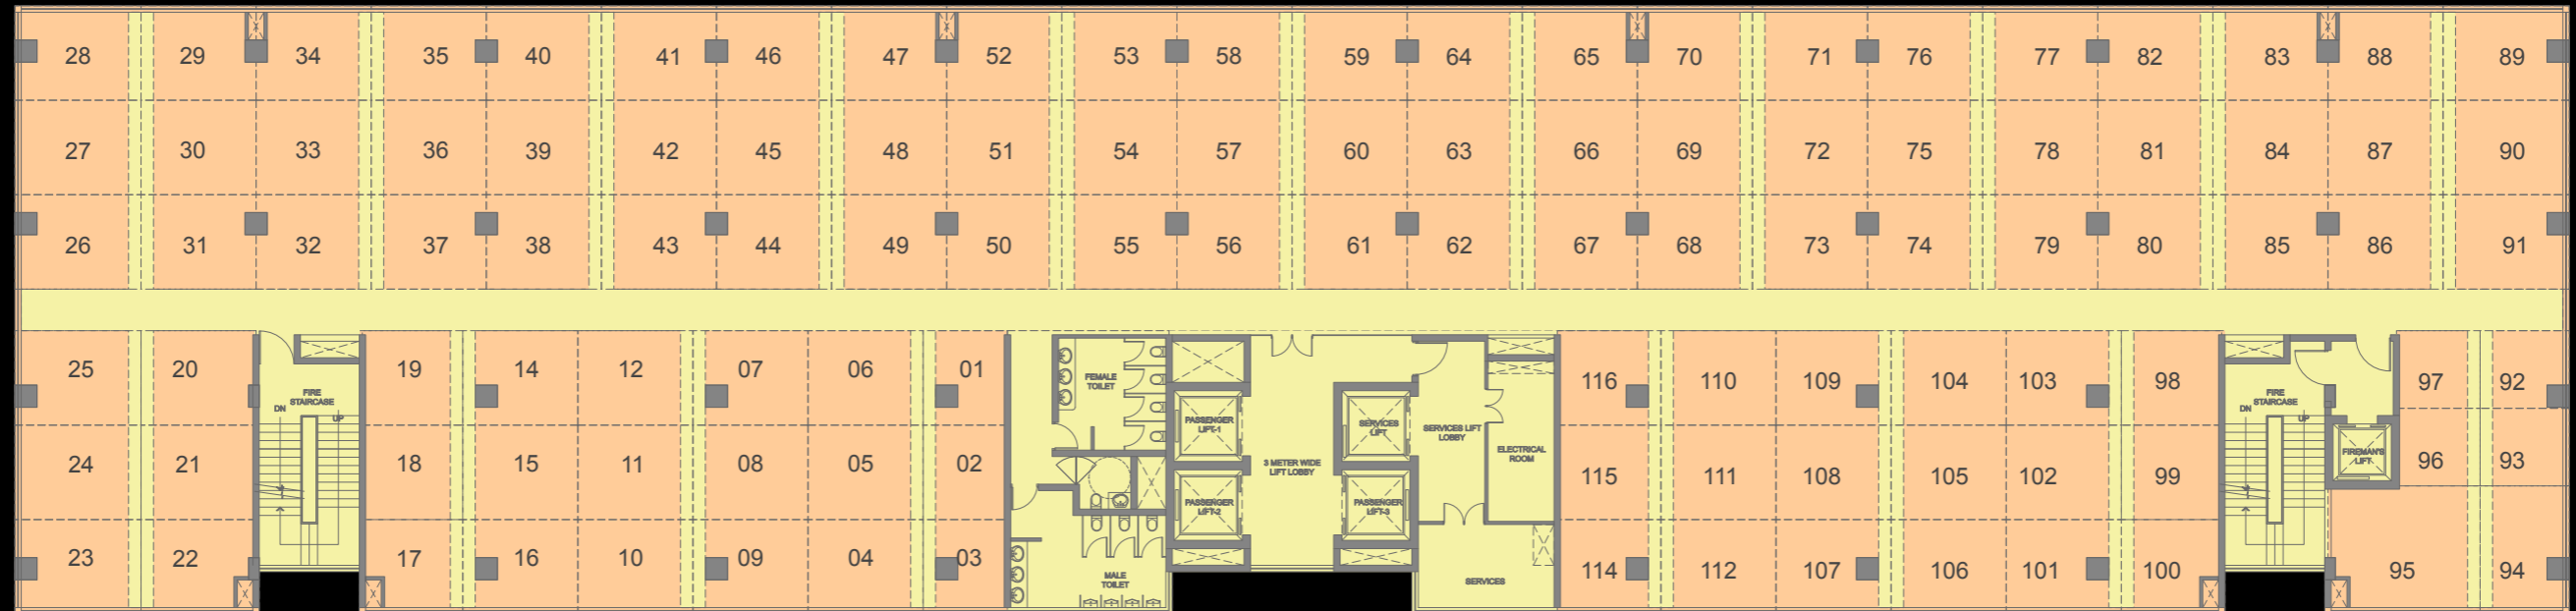 28 29 34 35 40 41 46 47 52 53 58 59 64 65 70 71 76 77 82 83 88 89
27 30 33 36 39 42 45 48 51 54 57 60 63 66 69 72 75 78 81 84 87 90
26 31 32 37 38 43 44 49 50 55 56 61 62 67 68 73 74 79 80 85 86 91
25 20 19 14 12 07 06 01 116 110 109 104 103 98 97 92
24 21 18 15 11 08 05 02 115 111 108 105 102 99 96 93
23 22 17 16 10 09 04 03 114 112 107 106 101 100 95 94
FIRE
STAIRCASE
DN
UP
FEMALE
TOILET
MALE
TOILET
PASSENGER
LIFT-1
PASSENGER
LIFT-2
3 METER WIDE
LIFT LOBBY
SERVICES
LIFT
PASSENGER
LIFT-3
SERVICES LIFT
LOBBY
ELECTRICAL
ROOM
SERVICES
FIRE
STAIRCASE
DN
UP
FIREMAN'S
LIFT